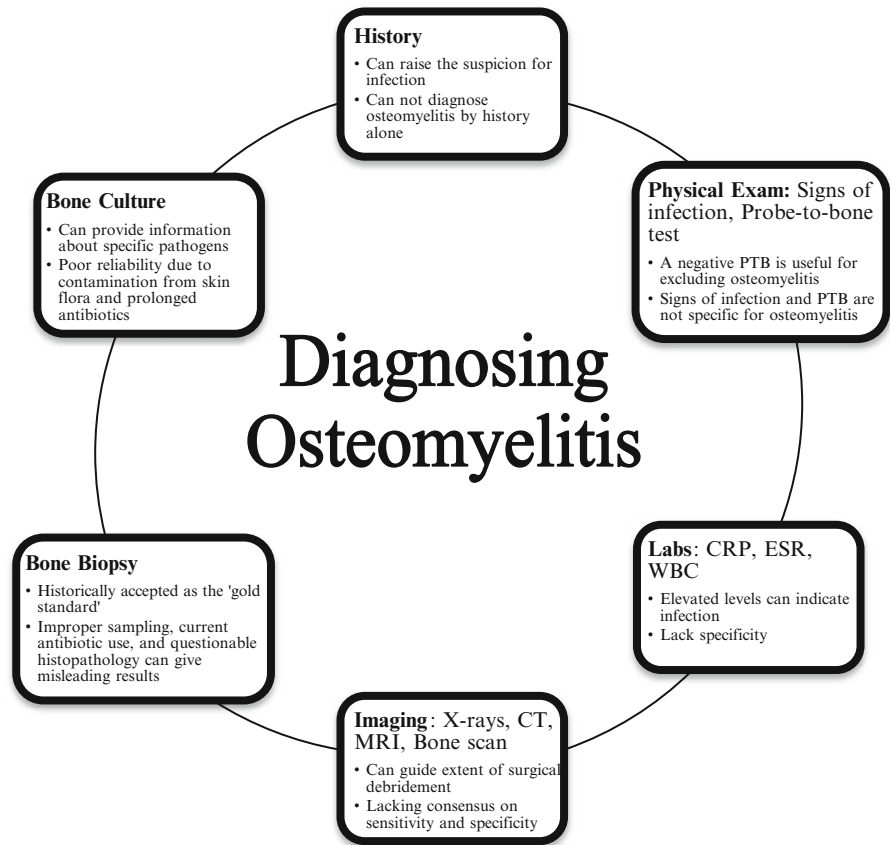 Diagnosing
Osteomyelitis
History
• Can raise the suspicion for
infection
• Can not diagnose
osteomyelitis by history
alone
Physical Exam: Signs of
infection, Probe-to-bone
test
• A negative PTB is useful for
excluding osteomyelitis
• Signs of infection and PTB are
not specific for osteomyelitis
Labs: CRP, ESR,
WBC
• Elevated levels can indicate
infection
• Lack specificity
Imaging: X-rays, CT,
MRI, Bone scan
• Can guide extent of surgical
debridement
• Lacking consensus on
sensitivity and specificity
Bone Biopsy
• Historically accepted as the 'gold
standard'
• Improper sampling, current
antibiotic use, and questionable
histopathology can give
misleading results
Bone Culture
• Can provide information
about specific pathogens
• Poor reliability due to
contamination from skin
flora and prolonged
antibiotics